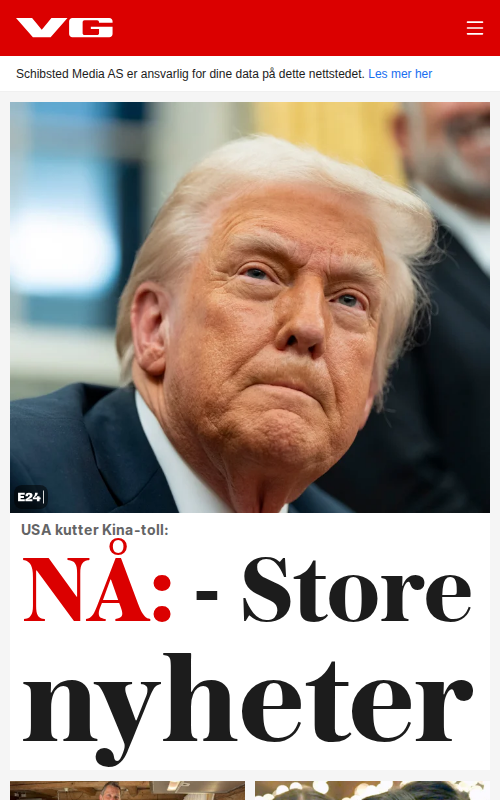 VG
Schibsted Media AS er ansvarlig for dine data på dette nettstedet. Les mer her
E24
USA kutter Kina-toll:
NÅ: - Store
nyheter